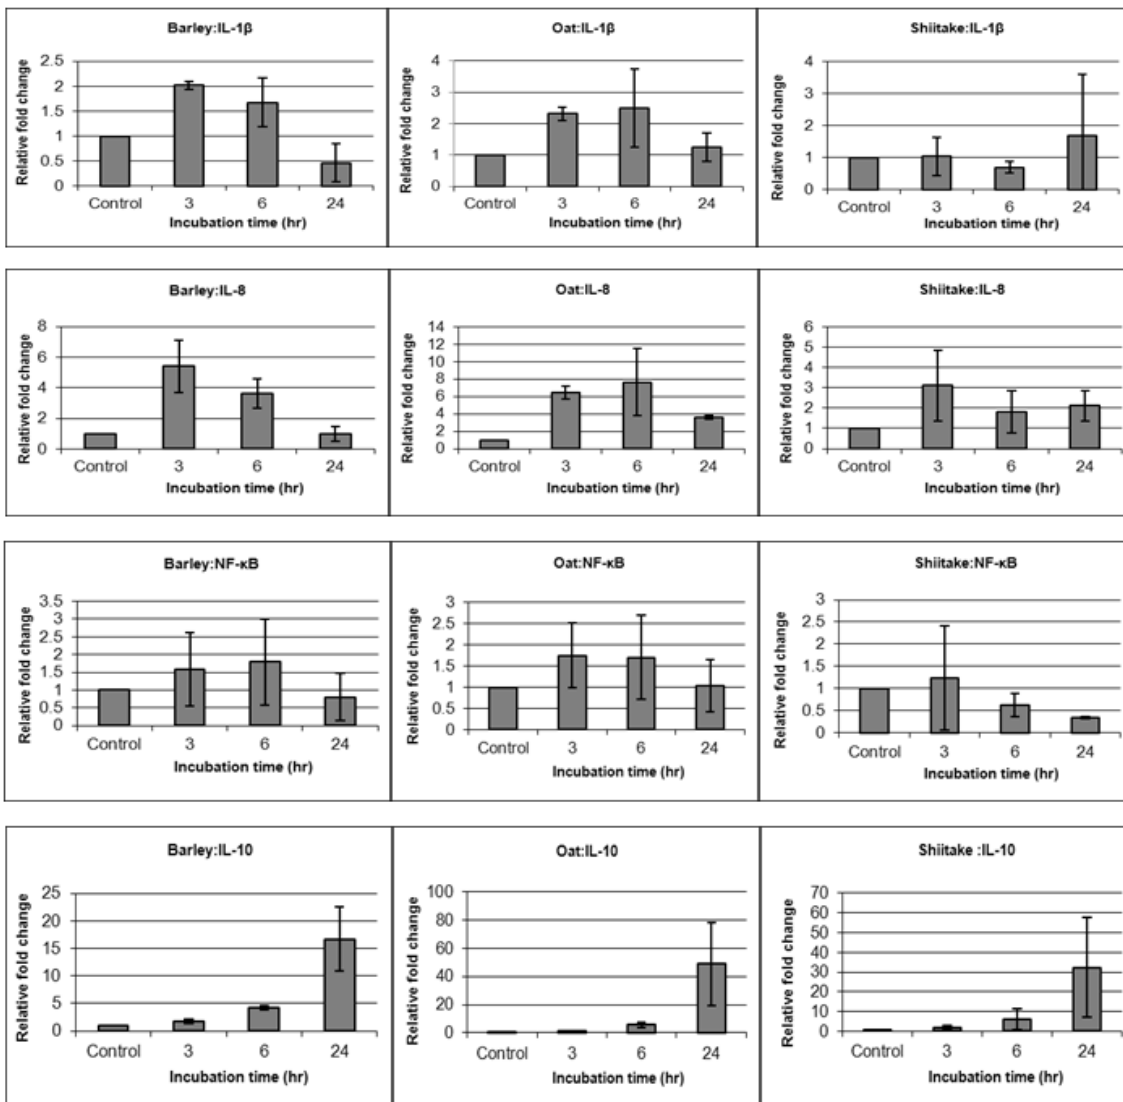 Barley:IL-1β
Relative fold change
2.5
2
1.5
1
0.5
0
Control 3 6 24
Incubation time (hr)
Oat:IL-1β
Relative fold change
4
3
2
1
0
Control 3 6 24
Incubation time (hr)
Shiitake:IL-1β
Relative fold change
4
3
2
1
0
Control 3 6 24
Incubation time (hr)
Barley:IL-8
Relative fold change
8
6
4
2
0
Control 3 6 24
Incubation time (hr)
Oat:IL-8
Relative fold change
14
12
10
8
6
4
2
0
Control 3 6 24
Incubation time (hr)
Shiitake:IL-8
Relative fold change
6
5
4
3
2
1
0
Control 3 6 24
Incubation time (hr)
Barley:NF-κB
Relative fold change
3.5
3
2.5
2
1.5
1
0.5
0
Control 3 6 24
Incubation time (hr)
Oat:NF-κB
Relative fold change
3
2.5
2
1.5
1
0.5
0
Control 3 6 24
Incubation time (hr)
Shiitake:NF-κB
Relative fold change
3
2.5
2
1.5
1
0.5
0
Control 3 6 24
Incubation time (hr)
Barley:IL-10
Relative fold change
25
20
15
10
5
0
Control 3 6 24
Incubation time (hr)
Oat:IL-10
Relative fold change
100
80
60
40
20
0
Control 3 6 24
Incubation time (hr)
Shiitake :IL-10
Relative fold change
70
60
50
40
30
20
10
0
Control 3 6 24
Incubation time (hr)